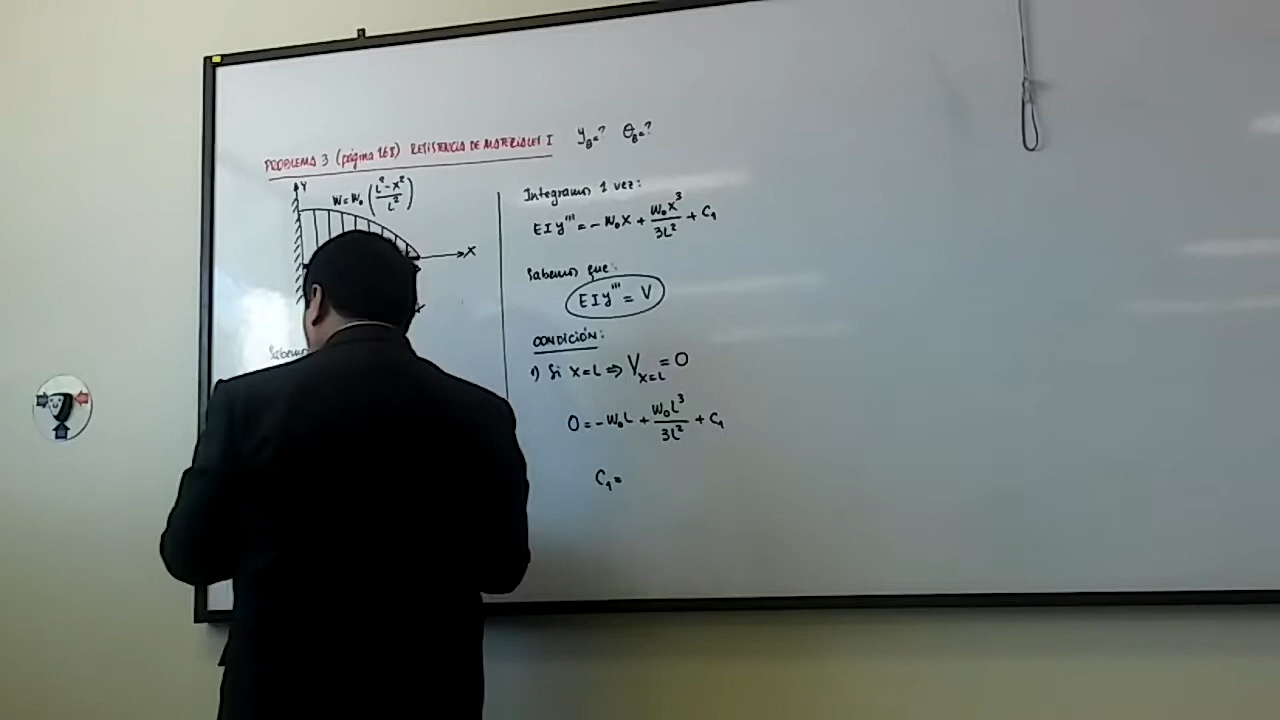 PROBLEMA 3 (página 168) RESISTENCIA DE MATERIALES I y_B=? θ_B=?
Y
W = W₀ (L²-x²/L²)
X
Sabemos
Integramos 1 vez:
EIy''' = -W₀x + W₀x³/3L² + C₁
Sabemos que:
EIy''' = V
CONDICIÓN:
1) Si x=L ⇒ V_{x=L} = 0
0 = -W₀L + W₀L³/3L² + C₁
C₁ =